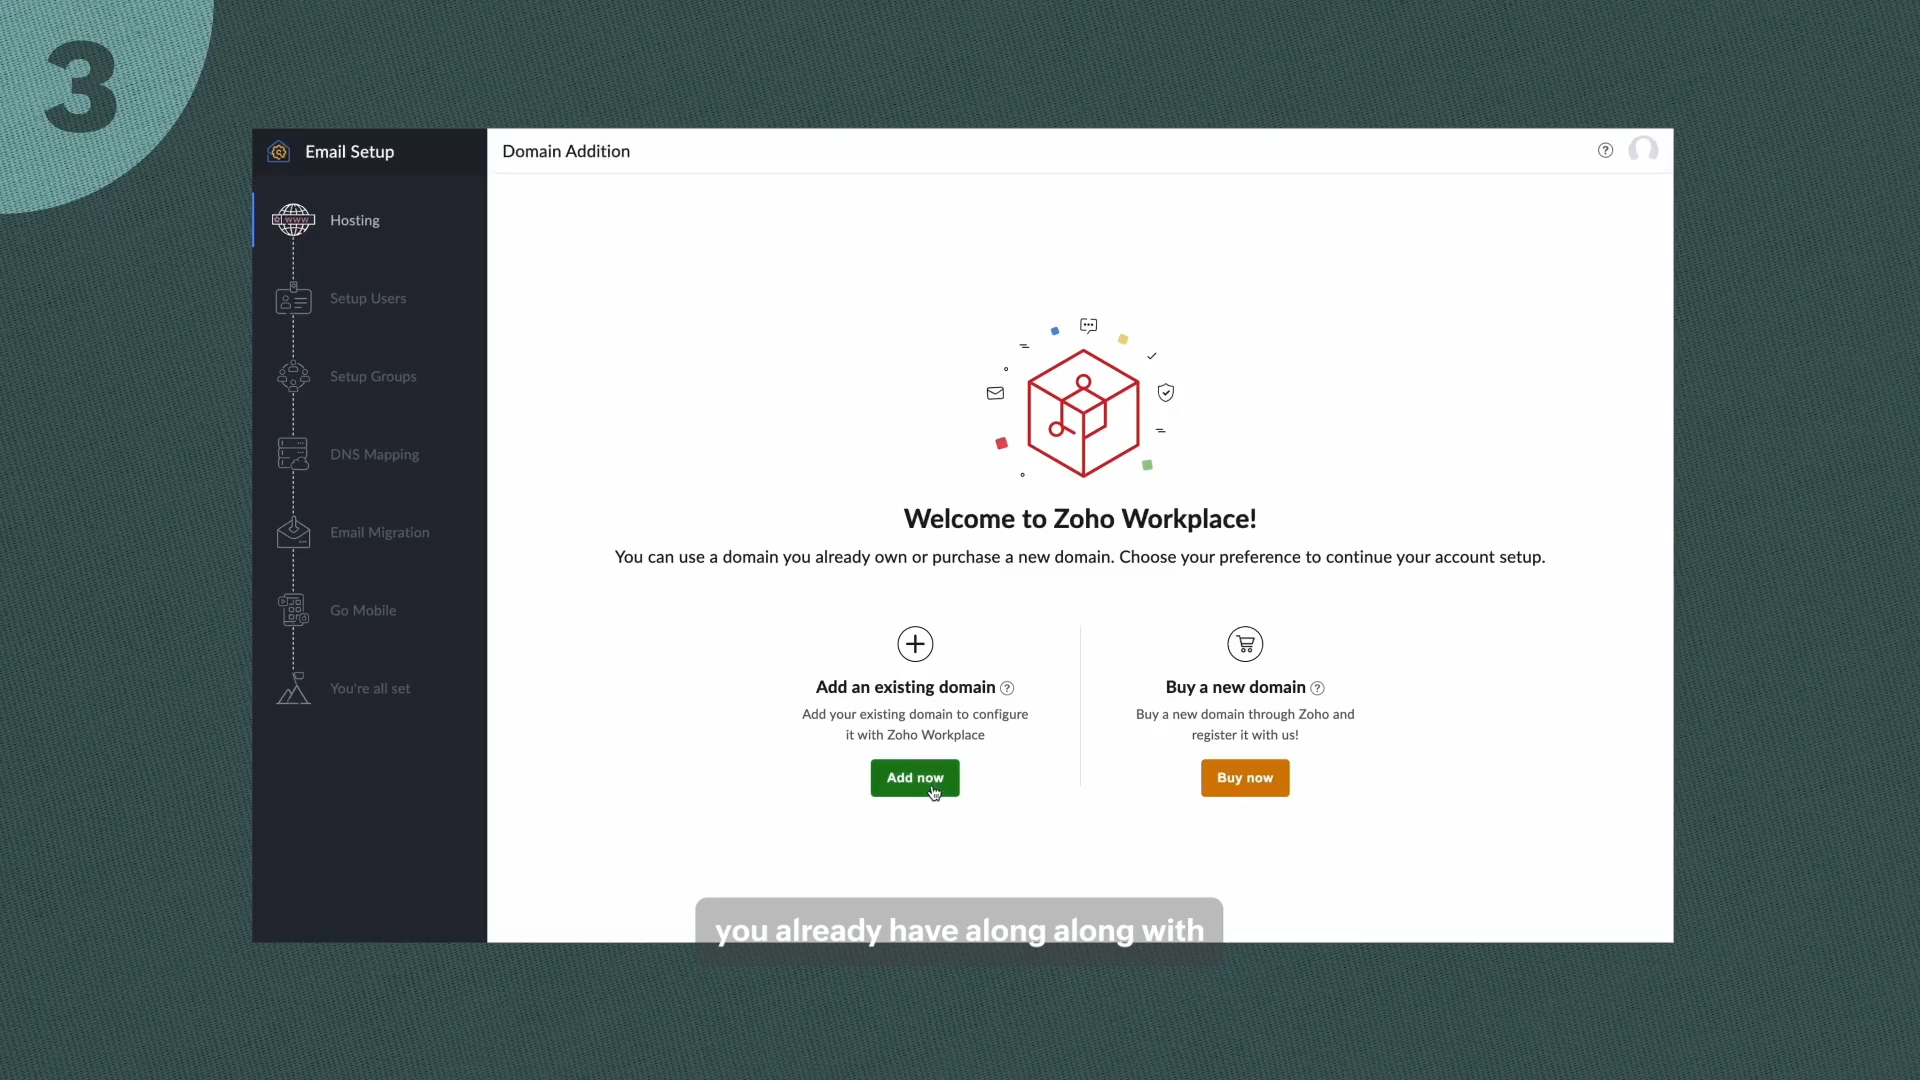 3
Email Setup
Domain Addition
?
www
Hosting
Setup Users
Setup Groups
DNS Mapping
Email Migration
Go Mobile
You're all set
Welcome to Zoho Workplace!
You can use a domain you already own or purchase a new domain. Choose your preference to continue your account setup.
Add an existing domain ?
Add your existing domain to configure
it with Zoho Workplace
Add now
Buy a new domain ?
Buy a new domain through Zoho and
register it with us!
Buy now
you already have along along with